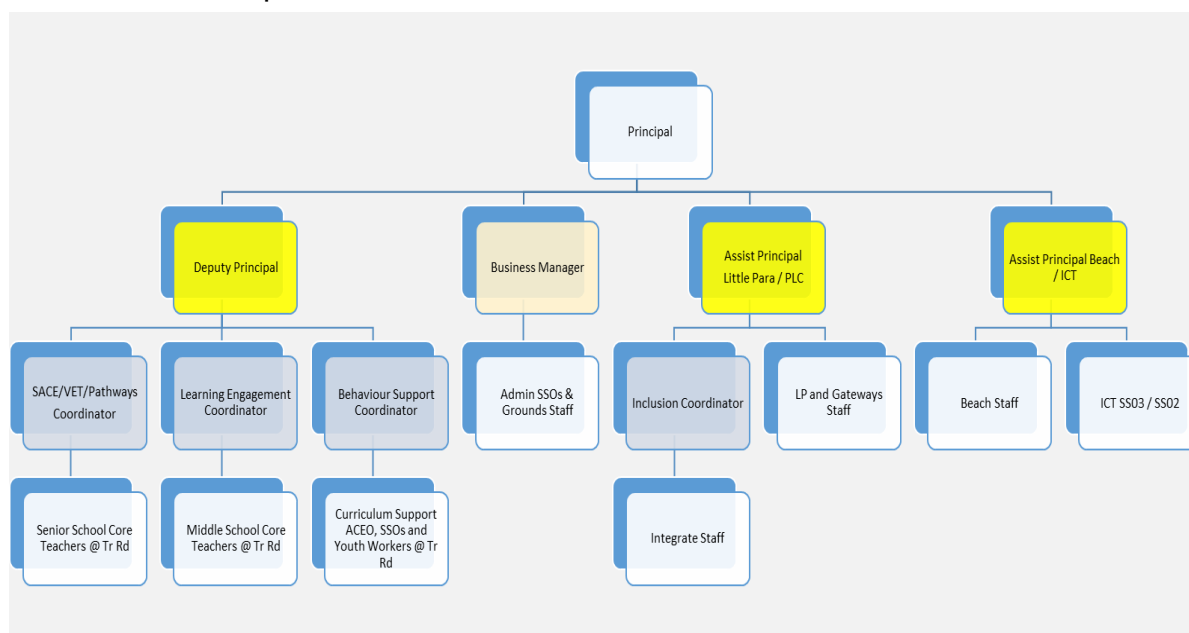 Principal
Deputy Principal
Business Manager
Assist Principal
Little Para / PLC
Assist Principal Beach
/ ICT
SACE/VET/Pathways
Coordinator
Learning Engagement
Coordinator
Behaviour Support
Coordinator
Admin SSOs &
Grounds Staff
Inclusion Coordinator
LP and Gateways
Staff
Beach Staff
ICT SS03 / SS02
Senior School Core
Teachers @ Tr Rd
Middle School Core
Teachers @ Tr Rd
Curriculum Support
ACEO, SSOs and
Youth Workers @ Tr
Rd
Integrate Staff